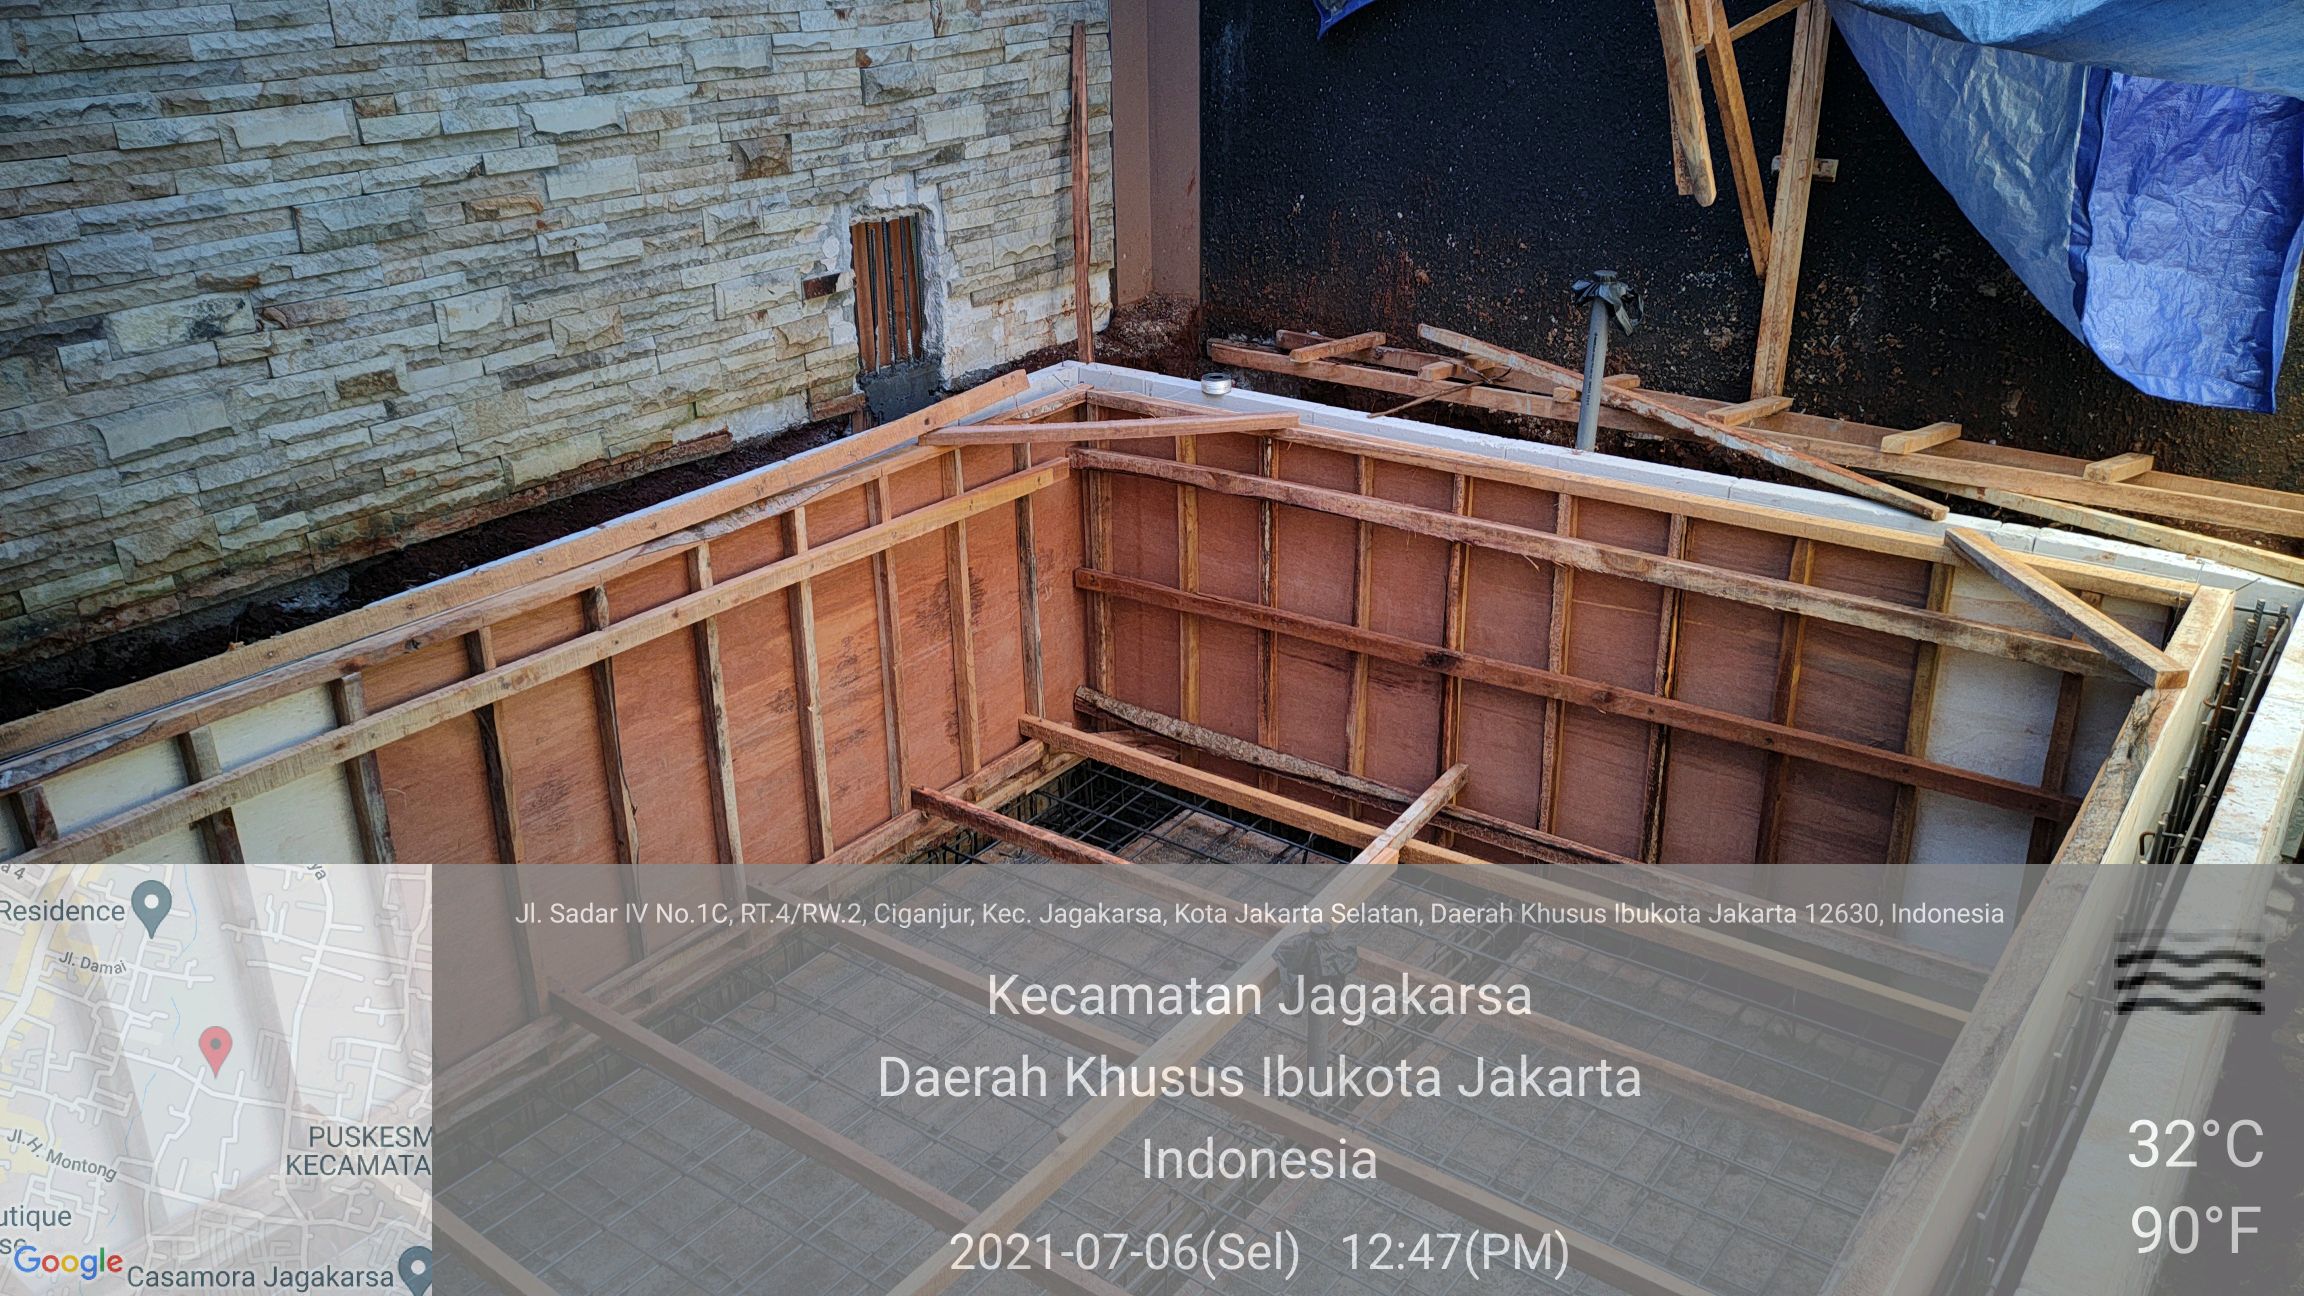 Jl. Sadar IV No.1C, RT.4/RW.2, Ciganjur, Kec. Jagakarsa, Kota Jakarta Selatan, Daerah Khusus Ibukota Jakarta 12630, Indonesia
Kecamatan Jagakarsa
Daerah Khusus Ibukota Jakarta
Indonesia
2021-07-06(Sel) 12:47(PM)
32°C
90°F
Residence
Jl. Damai
Jl. H. Montong
PUSKESM
KECAMATA
utique
Google
Casamora Jagakarsa